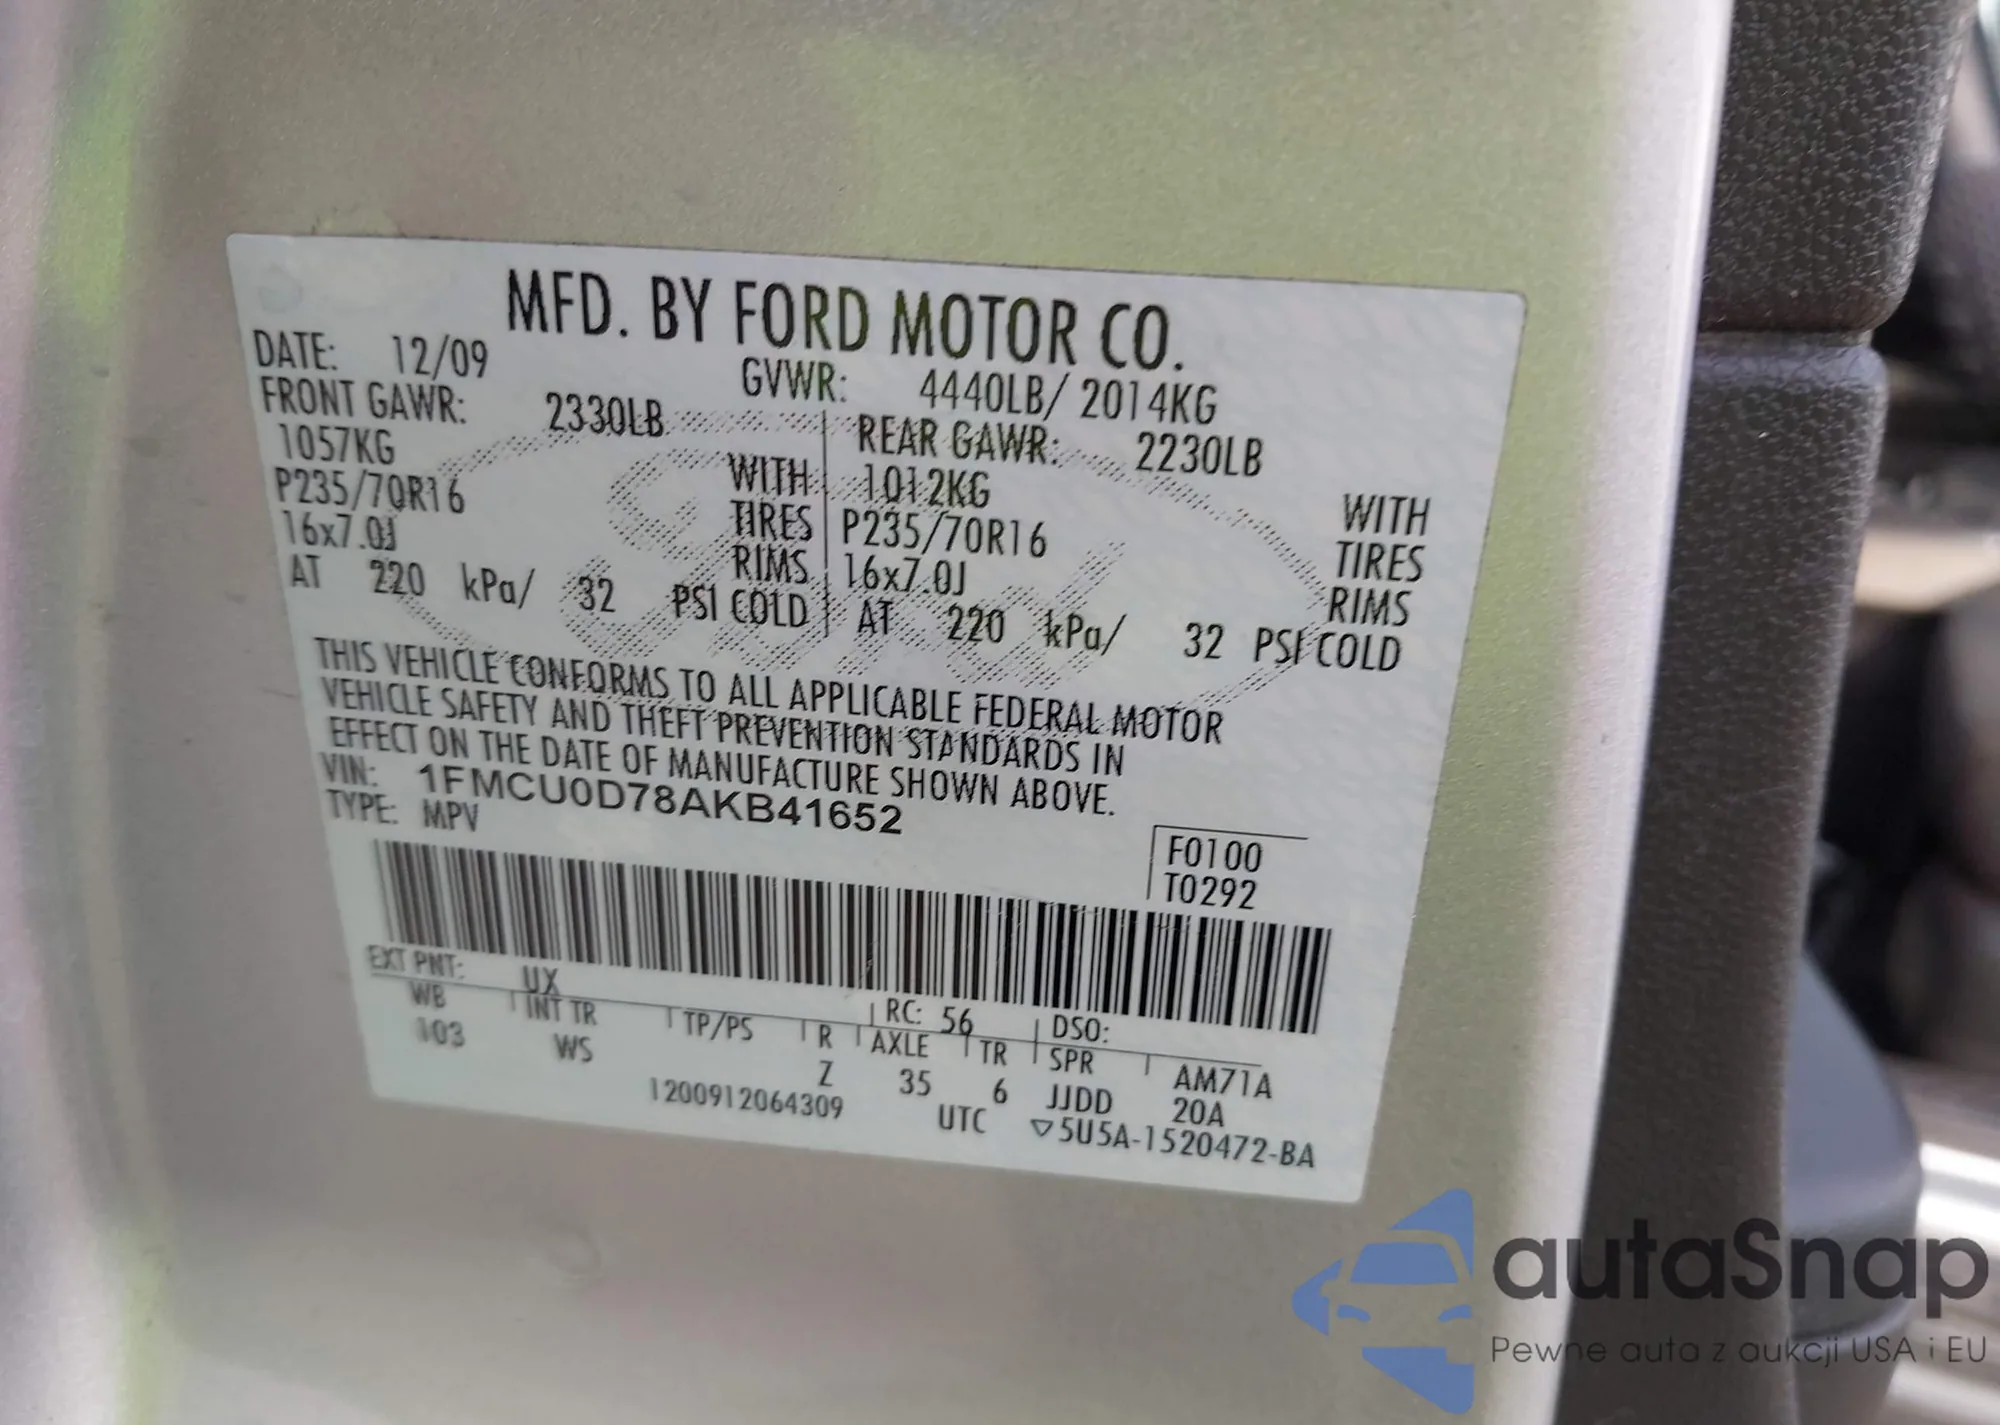 MFD. BY FORD MOTOR CO.
DATE: 12/09 GVWR: 4440LB/ 2014KG
FRONT GAWR: 2330LB REAR GAWR: 2230LB
1057KG WITH 1012KG WITH
P235/70R16 TIRES P235/70R16 TIRES
16x7.0J RIMS 16x7.0J RIMS
AT 220 kPa/ 32 PSI COLD AT 220 kPa/ 32 PSI COLD
THIS VEHICLE CONFORMS TO ALL APPLICABLE FEDERAL MOTOR
VEHICLE SAFETY AND THEFT PREVENTION STANDARDS IN
EFFECT ON THE DATE OF MANUFACTURE SHOWN ABOVE.
VIN: 1FMCU0D78AKB41652
TYPE: MPV
F0100
T0292
EXT PNT: UX RC: 56 DSO:
WB INT TR TP/PS R AXLE TR SPR AM71A
103 WS Z 35 6 JJDD 20A
1200912064309 UTC ▽5U5A-1520472-BA
Ford
autaSnap
Pewne auta z aukcji USA i EU